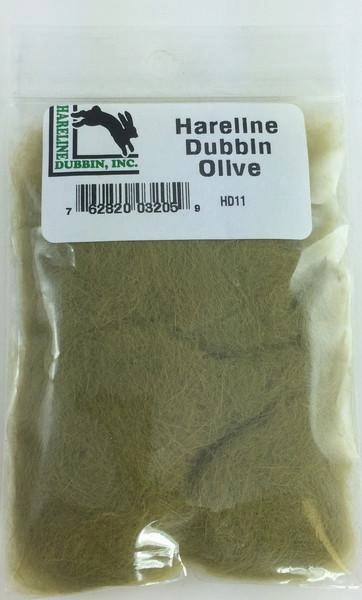 HARELINE
DUBBIN, INC.
Hareline
Dubbin
Olive
7 62820 03205 9
HD11